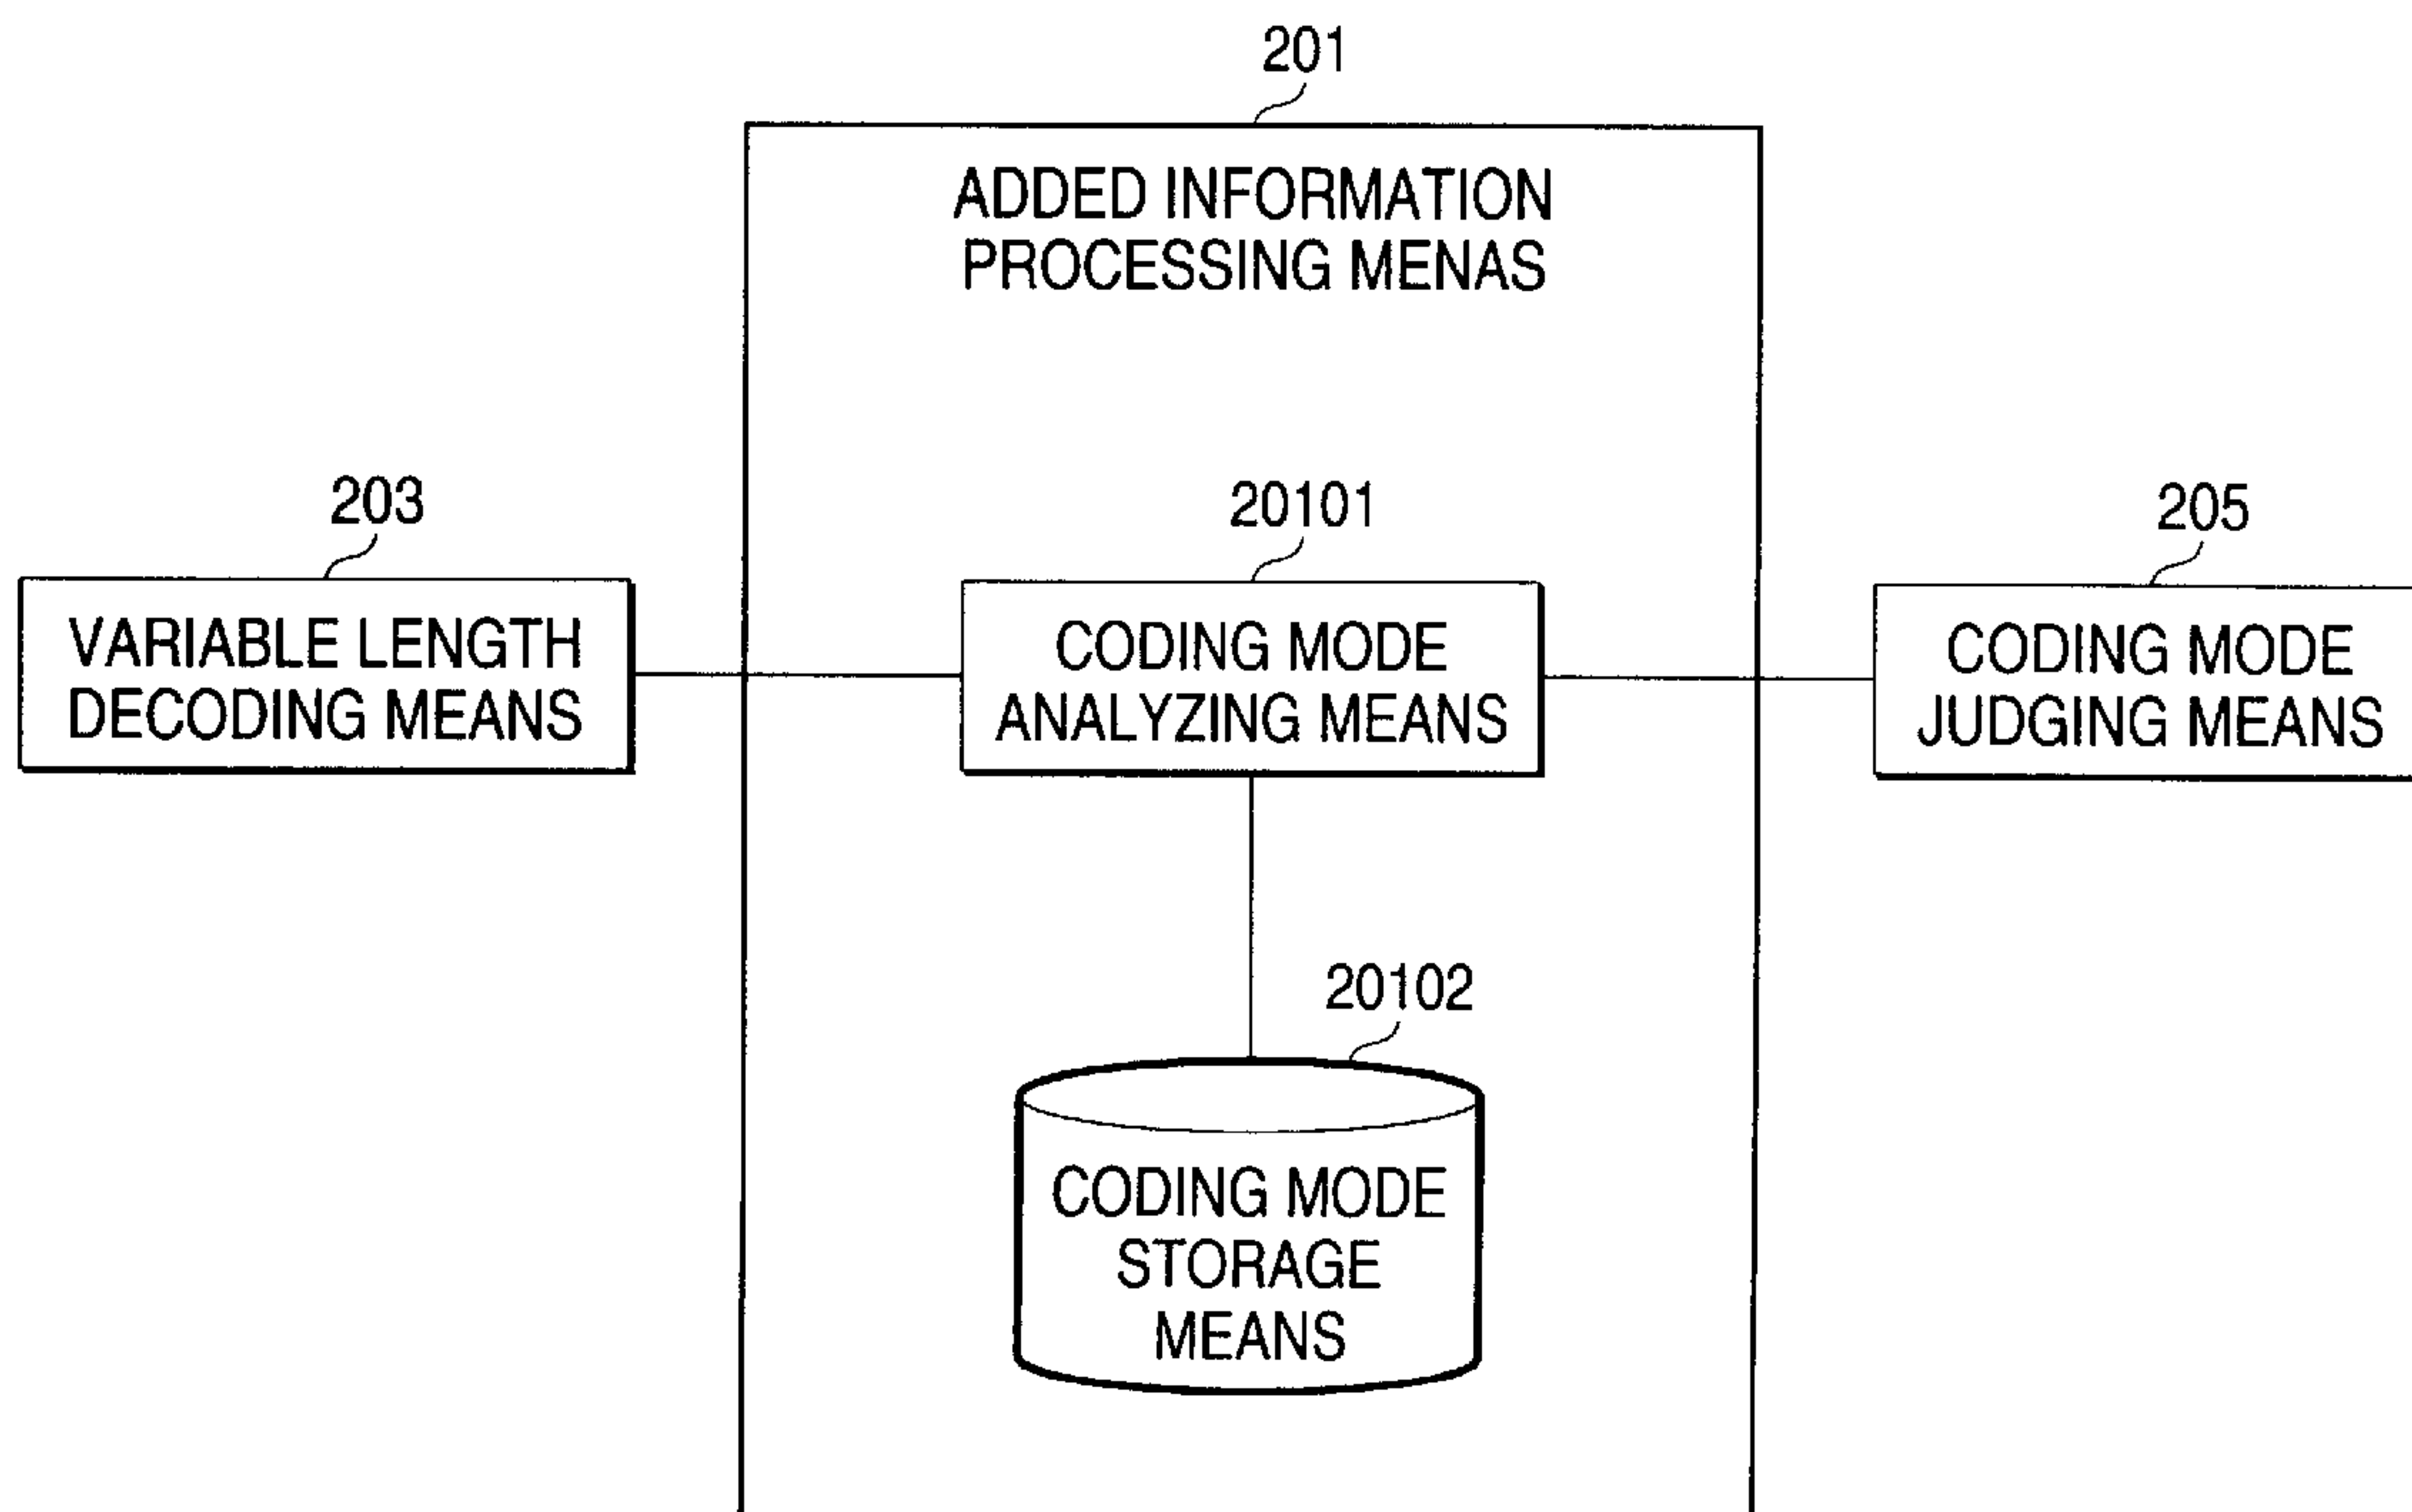 201
ADDED INFORMATION
PROCESSING MENAS
203
VARIABLE LENGTH
DECODING MEANS
20101
CODING MODE
ANALYZING MEANS
205
CODING MODE
JUDGING MEANS
20102
CODING MODE
STORAGE
MEANS